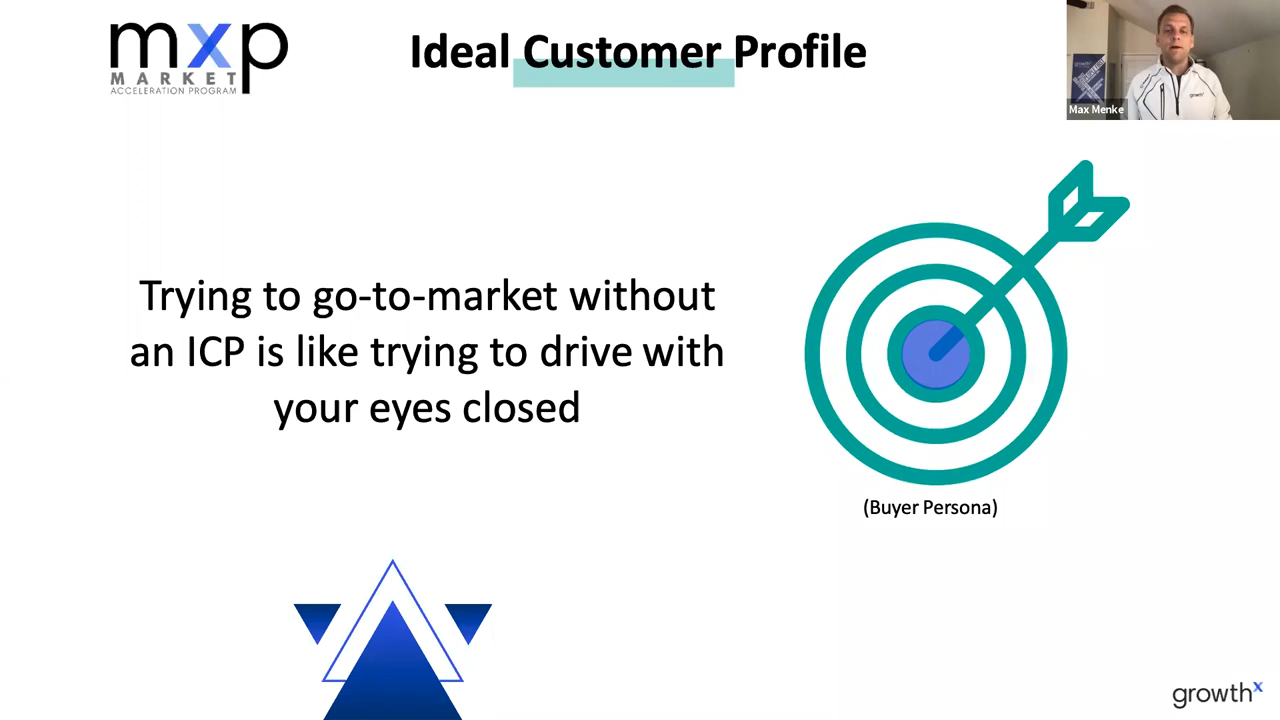 mxp
MARKET
ACCELERATION PROGRAM
Ideal Customer Profile
growthx
Max Menke
Trying to go-to-market without
an ICP is like trying to drive with
your eyes closed
(Buyer Persona)
growthx